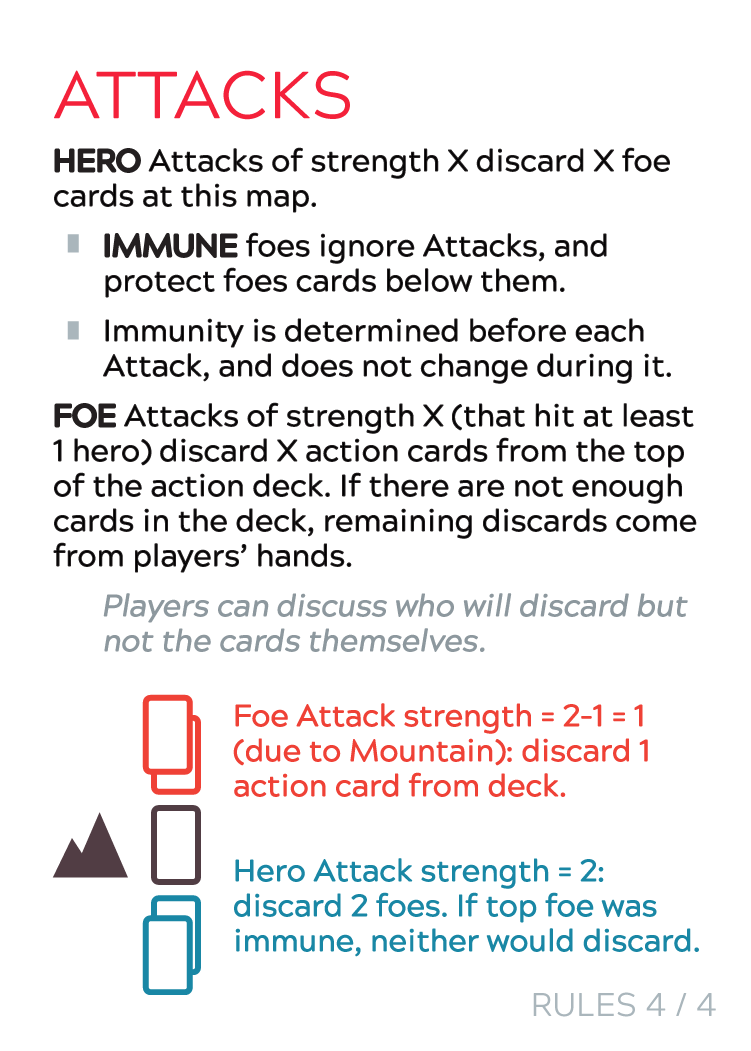 ATTACKS
HERO Attacks of strength X discard X foe
cards at this map.
IMMUNE foes ignore Attacks, and
protect foes cards below them.
Immunity is determined before each
Attack, and does not change during it.
FOE Attacks of strength X (that hit at least
1 hero) discard X action cards from the top
of the action deck. If there are not enough
cards in the deck, remaining discards come
from players’ hands.
Players can discuss who will discard but
not the cards themselves.
Foe Attack strength = 2-1 = 1
(due to Mountain): discard 1
action card from deck.
Hero Attack strength = 2:
discard 2 foes. If top foe was
immune, neither would discard.
RULES 4 / 4